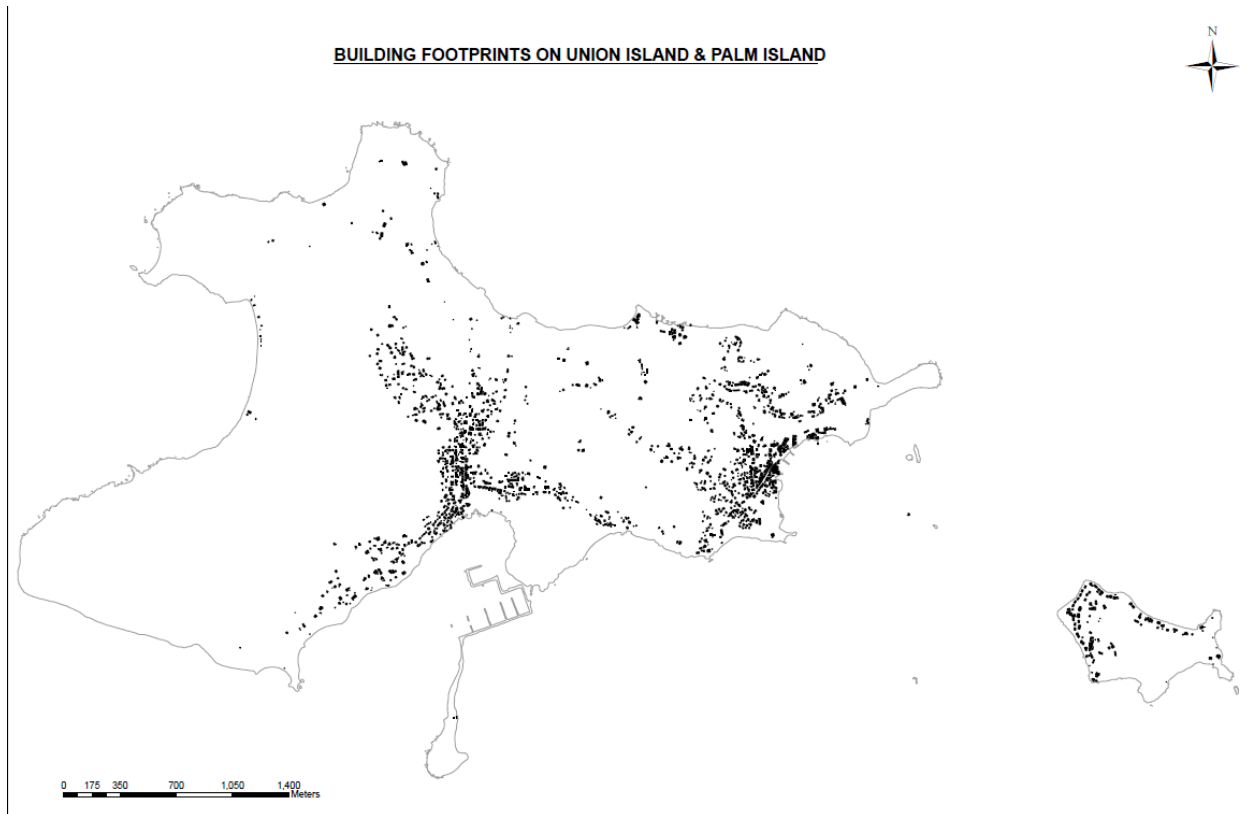 BUILDING FOOTPRINTS ON UNION ISLAND & PALM ISLAND
N
0 175 350 700 1,050 1,400
Meters